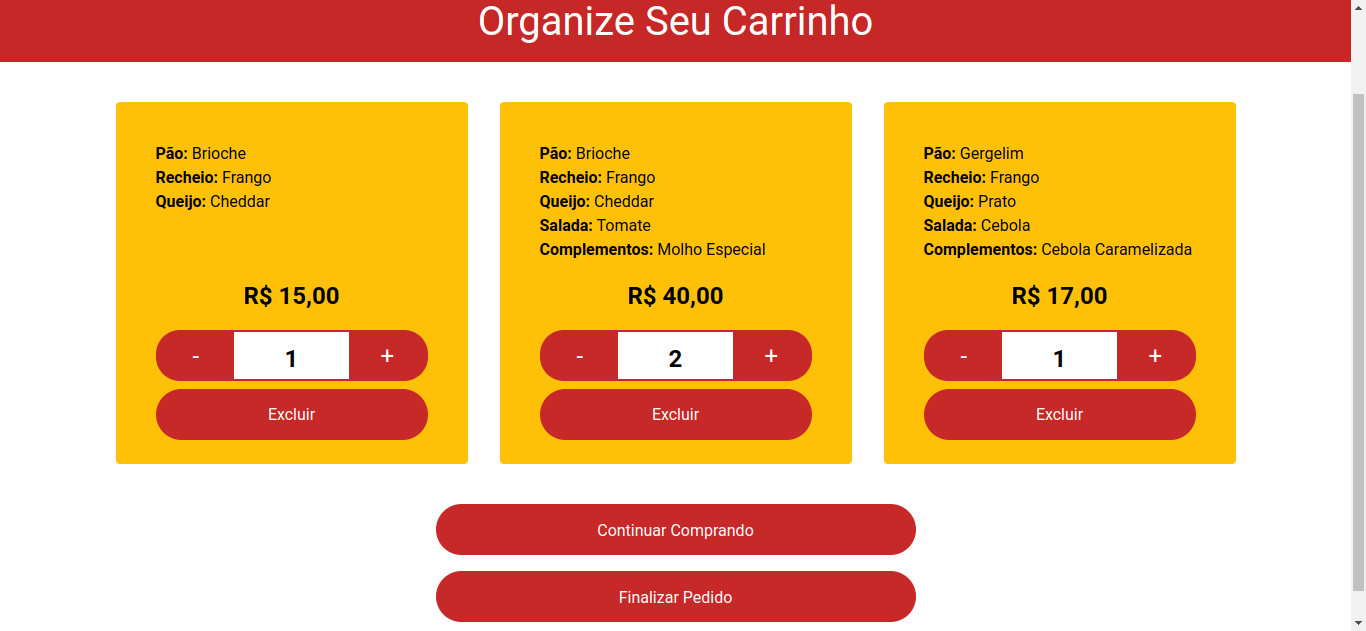 Organize Seu Carrinho
Pão: Brioche
Recheio: Frango
Queijo: Cheddar
R$ 15,00
- 1 +
Excluir
Pão: Brioche
Recheio: Frango
Queijo: Cheddar
Salada: Tomate
Complementos: Molho Especial
R$ 40,00
- 2 +
Excluir
Pão: Gergelim
Recheio: Frango
Queijo: Prato
Salada: Cebola
Complementos: Cebola Caramelizada
R$ 17,00
- 1 +
Excluir
Continuar Comprando
Finalizar Pedido